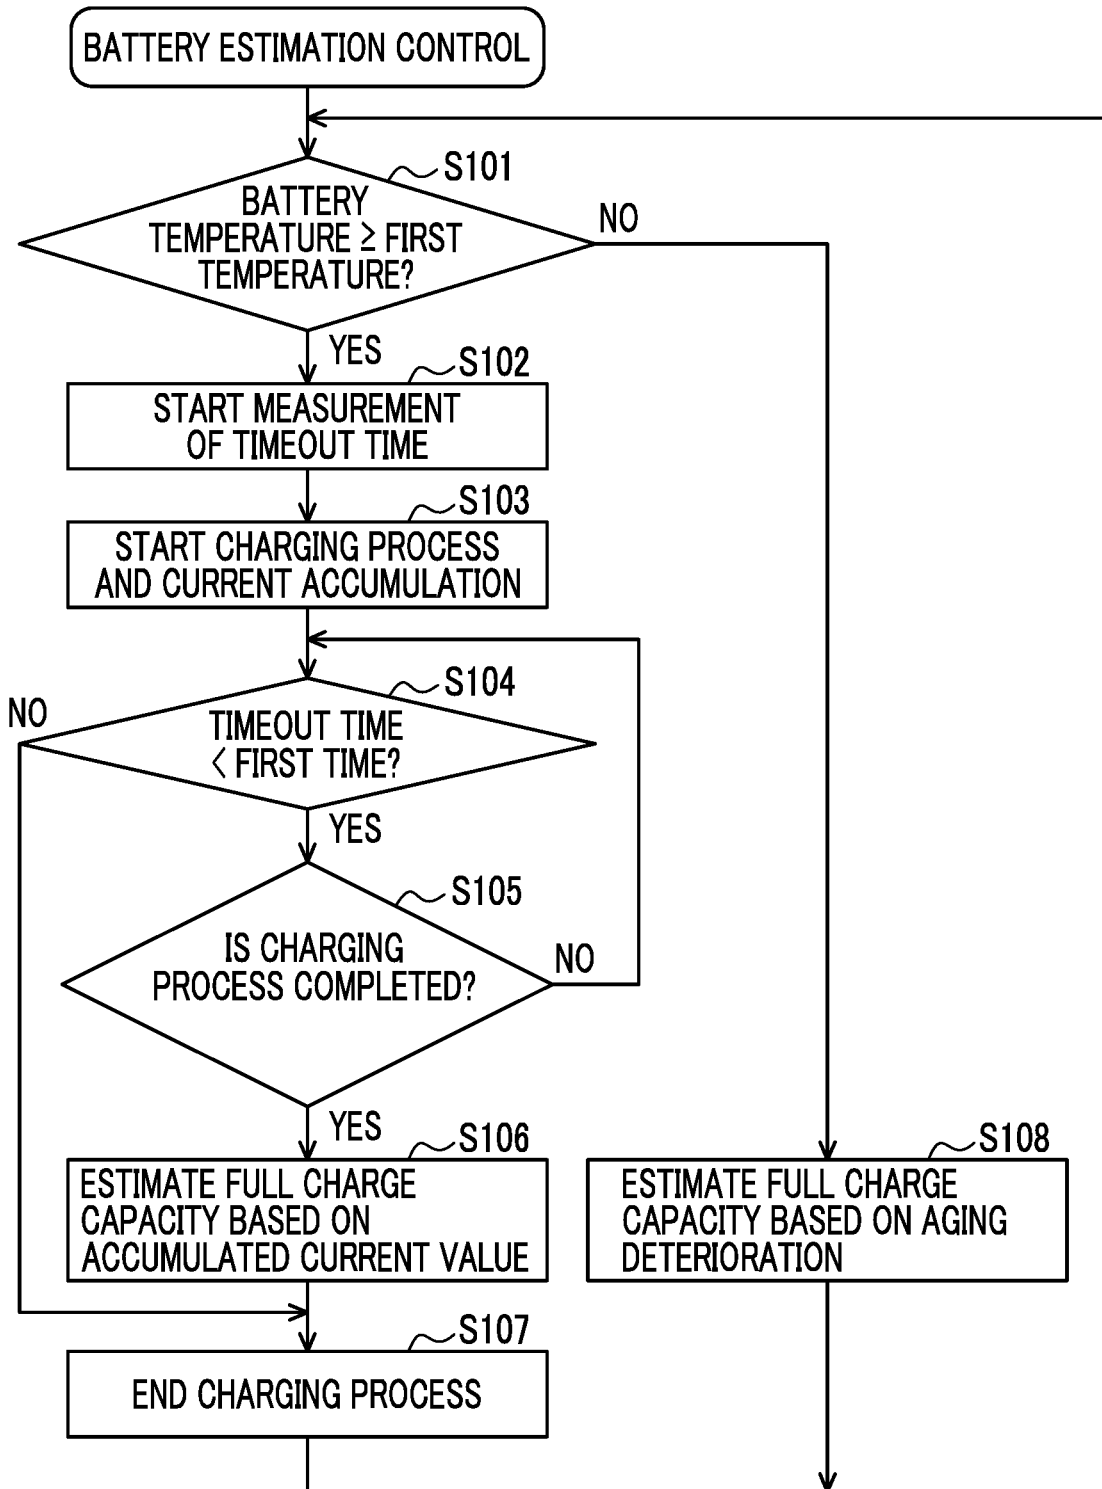 BATTERY ESTIMATION CONTROL
S101
BATTERY
TEMPERATURE ≥ FIRST
TEMPERATURE?
NO
YES
S102
START MEASUREMENT
OF TIMEOUT TIME
S103
START CHARGING PROCESS
AND CURRENT ACCUMULATION
S104
NO
TIMEOUT TIME
< FIRST TIME?
YES
S105
IS CHARGING
PROCESS COMPLETED?
NO
YES
S106
ESTIMATE FULL CHARGE
CAPACITY BASED ON
ACCUMULATED CURRENT VALUE
S108
ESTIMATE FULL CHARGE
CAPACITY BASED ON AGING
DETERIORATION
S107
END CHARGING PROCESS